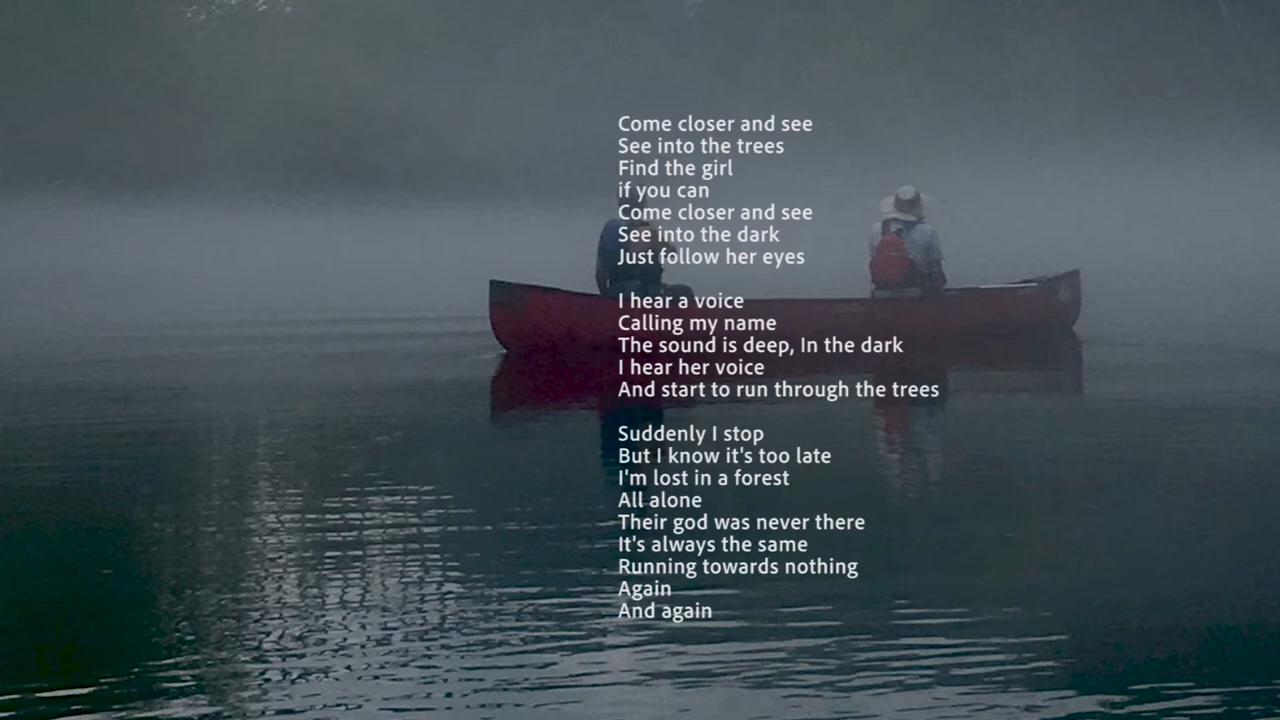 Come closer and see
See into the trees
Find the girl
if you can
Come closer and see
See into the dark
Just follow her eyes
I hear a voice
Calling my name
The sound is deep, In the dark
I hear her voice
And start to run through the trees
Suddenly I stop
But I know it's too late
I'm lost in a forest
All alone
Their god was never there
It's always the same
Running towards nothing
Again
And again